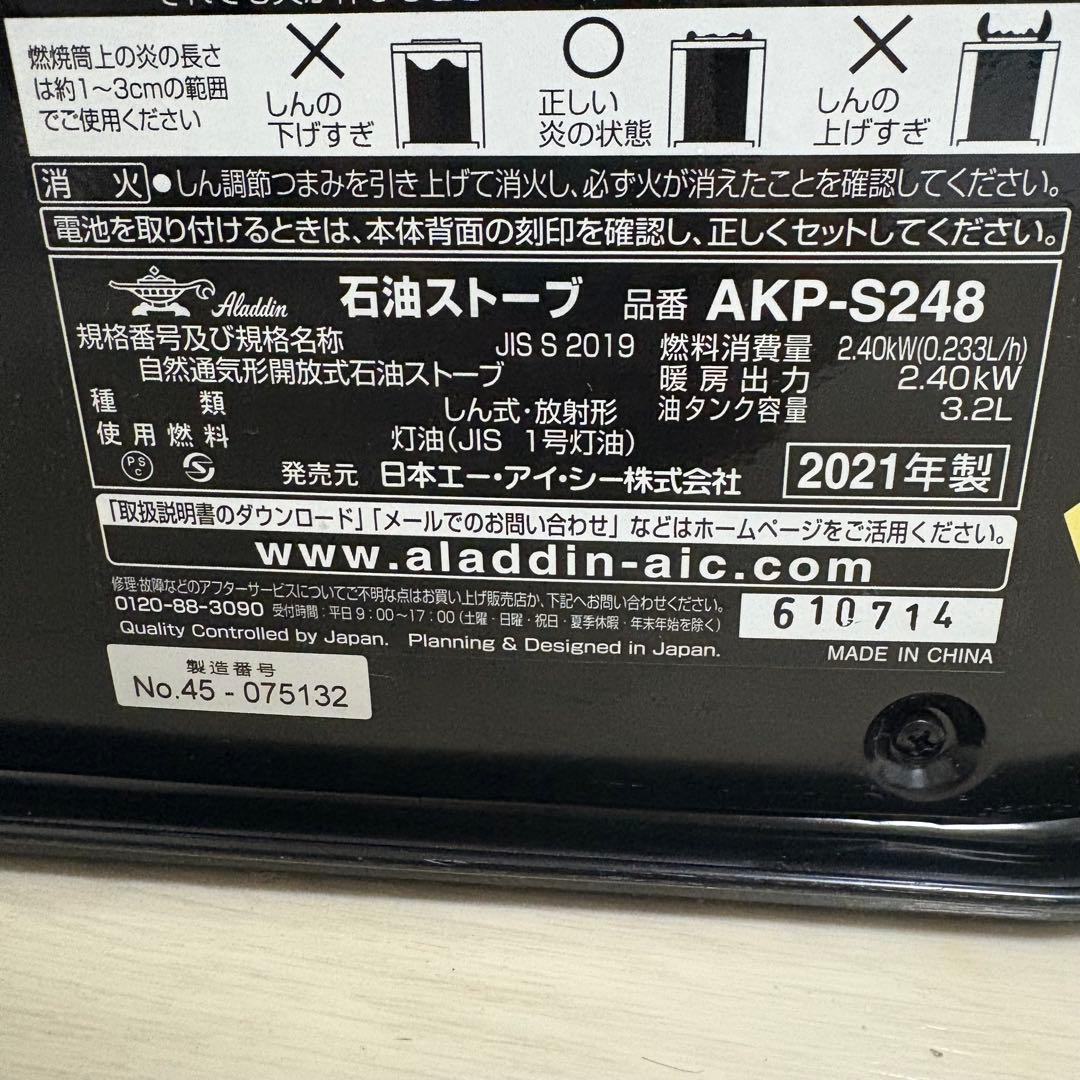 燃焼筒上の炎の長さ
は約1〜3cmの範囲
でご使用ください
しんの
下げすぎ
正しい
炎の状態
しんの
上げすぎ
消 火 ●しん調節つまみを引き上げて消火し、必ず火が消えたことを確認してください。
電池を取り付けるときは、本体背面の刻印を確認し、正しくセットしてください。
Aladdin 石油ストーブ 品番 AKP-S248
規格番号及び規格名称 JIS S 2019
自然通気形開放式石油ストーブ
種 類 しん式・放射形
使用燃料 灯油(JIS 1号灯油)
燃料消費量 2.40kW(0.233L/h)
暖房出力 2.40kW
油タンク容量 3.2L
PS
C
発売元 日本エー・アイ・シー株式会社
2021年製
「取扱説明書のダウンロード」「メールでのお問い合わせ」などはホームページをご活用ください。
www.aladdin-aic.com
修理・故障などのアフターサービスについてご不明な点はお買い上げ販売店か、下記へお問い合わせください。
0120-88-3090 受付時間:平日9:00〜17:00(土曜・日曜・祝日・夏季休暇・年末年始を除く)
Quality Controlled by Japan. Planning & Designed in Japan.
610714
MADE IN CHINA
製造番号
No.45-075132